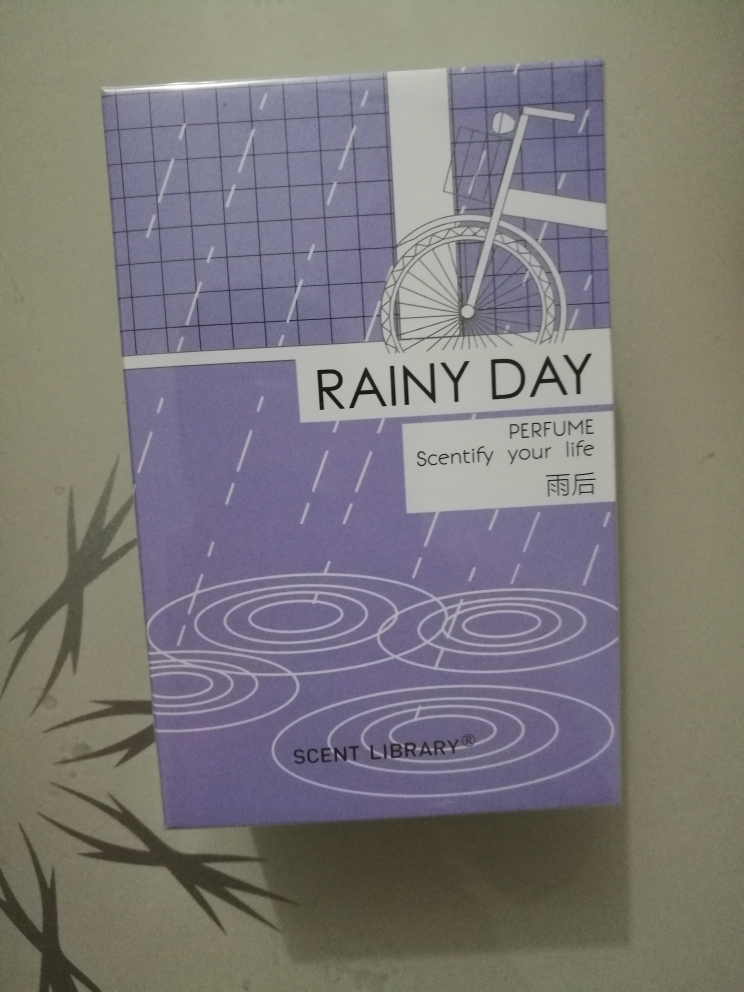 RAINY DAY
PERFUME
Scentify your life
雨后
SCENT LIBRARY®